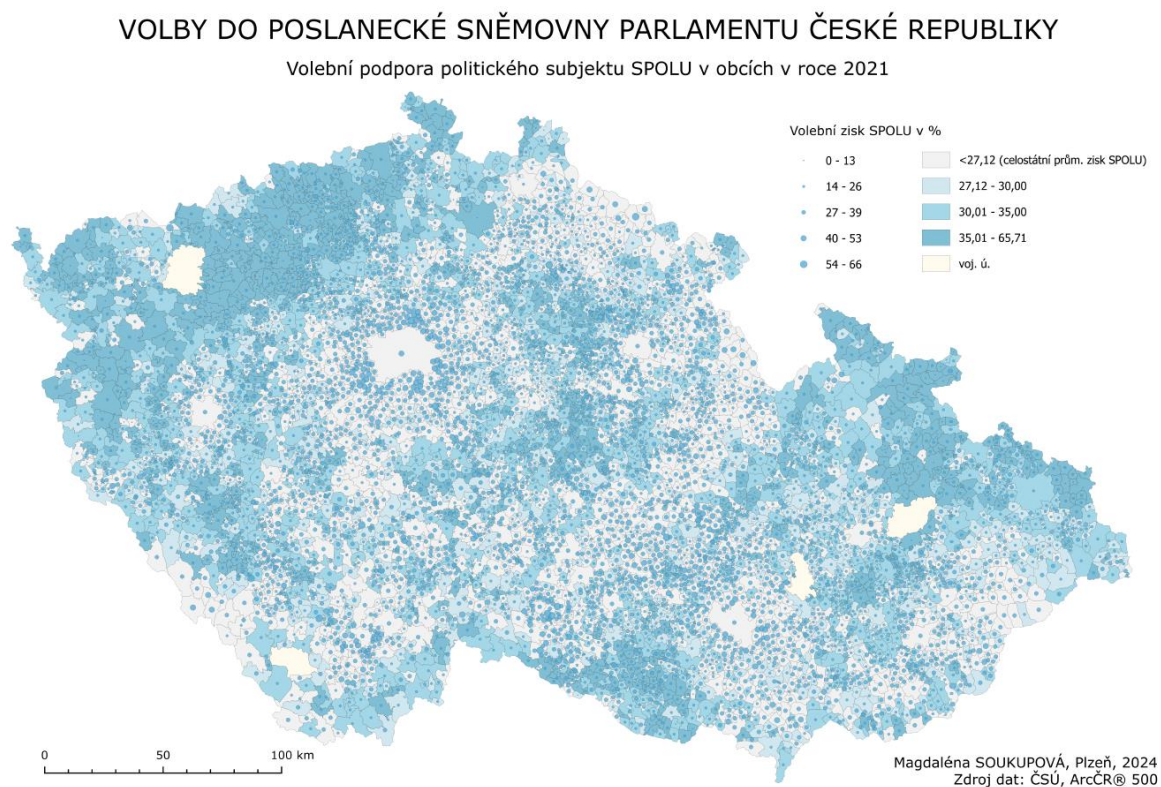 VOLBY DO POSLANECKÉ SNĚMOVNY PARLAMENTU ČESKÉ REPUBLIKY
Volební podpora politického subjektu SPOLU v obcích v roce 2021
Volební zisk SPOLU v %
0 - 13
14 - 26
27 - 39
40 - 53
54 - 66
<27,12 (celostátní prům. zisk SPOLU)
27,12 - 30,00
30,01 - 35,00
35,01 - 65,71
voj. ú.
0 50 100 km
Magdaléna SOUKUPOVÁ, Plzeň, 2024
Zdroj dat: ČSÚ, ArcČR® 500